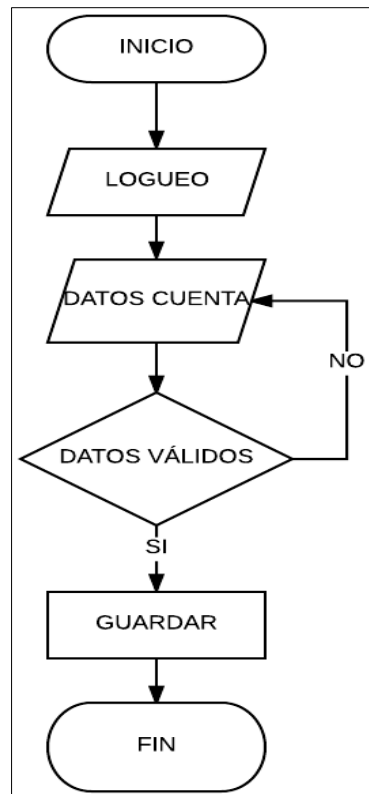 INICIO
LOGUEO
DATOS CUENTA
NO
DATOS VÁLIDOS
SI
GUARDAR
FIN